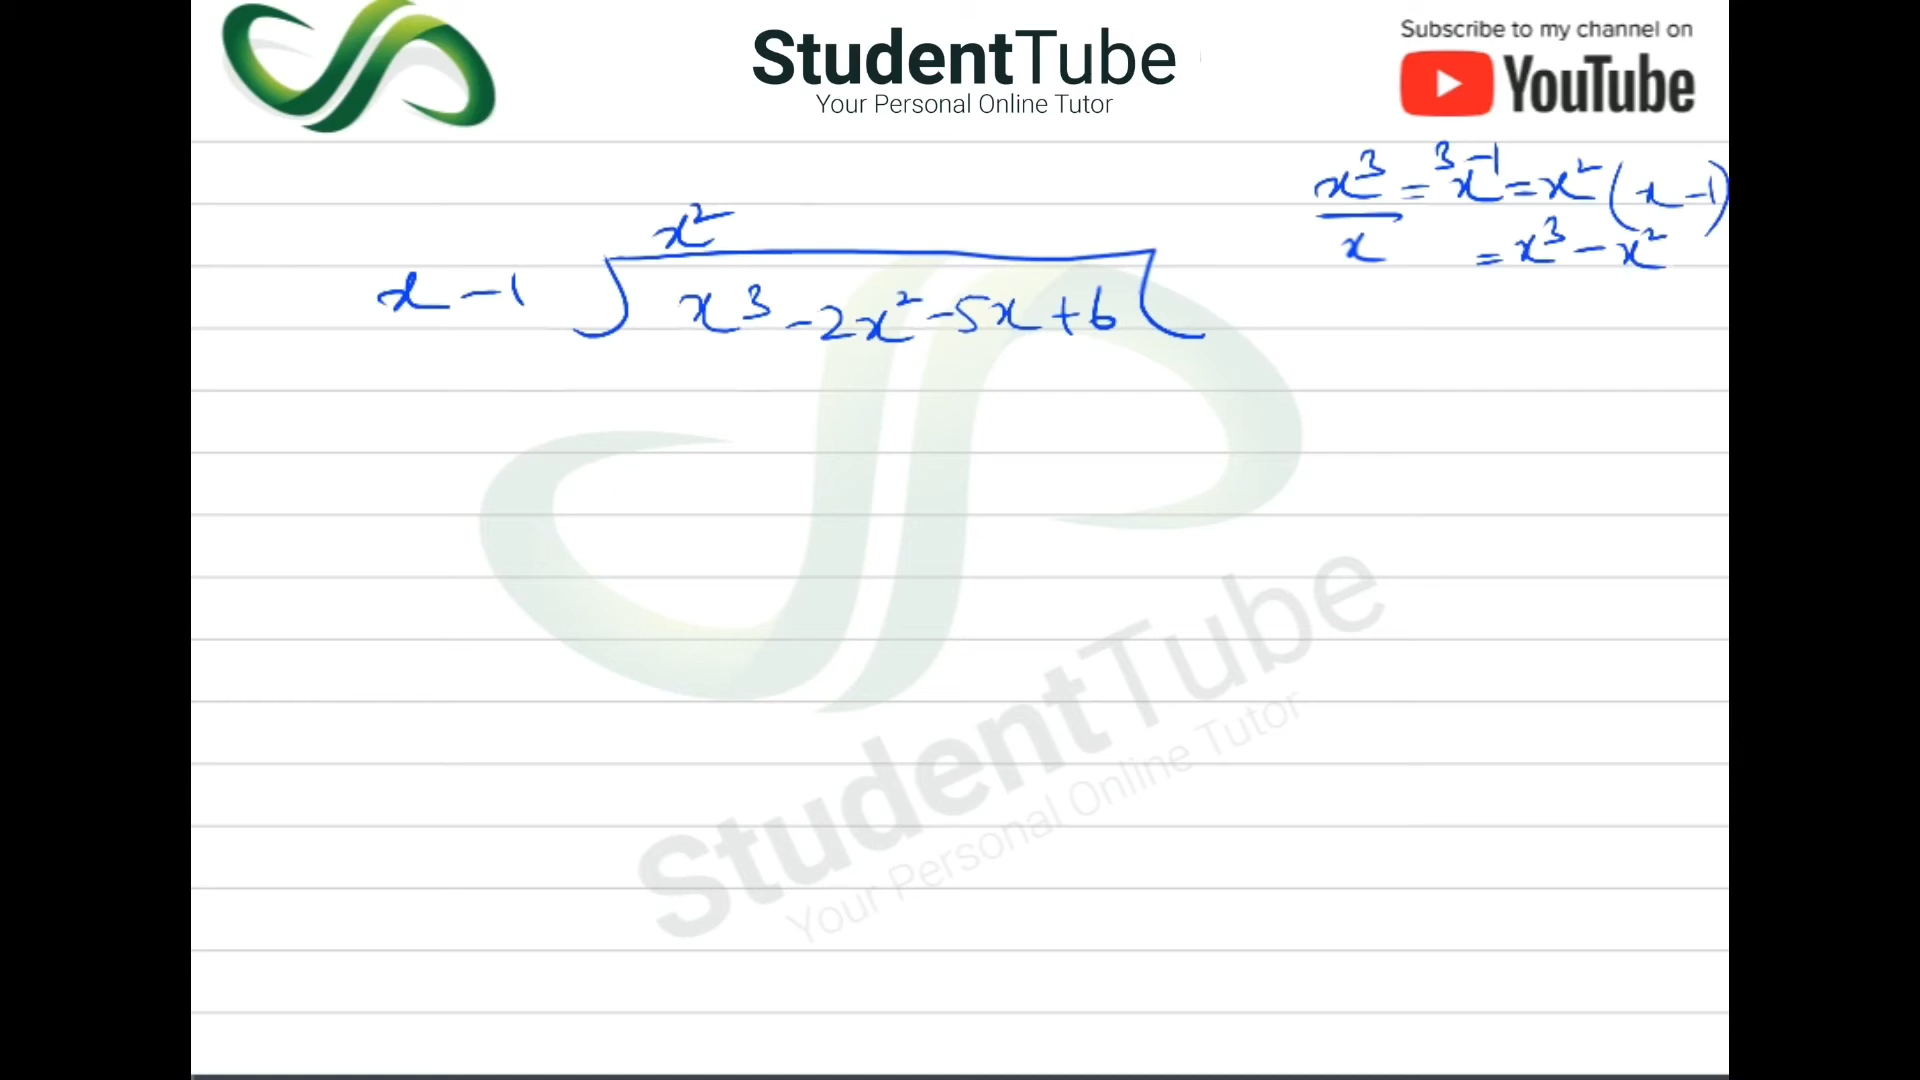 StudentTube
Your Personal Online Tutor
Subscribe to my channel on
YouTube
x³/x = x³⁻¹ = x² (x - 1)
= x³ - x²
x²
x - 1 x³ - 2x² - 5x + 6
StudentTube
Your Personal Online Tutor